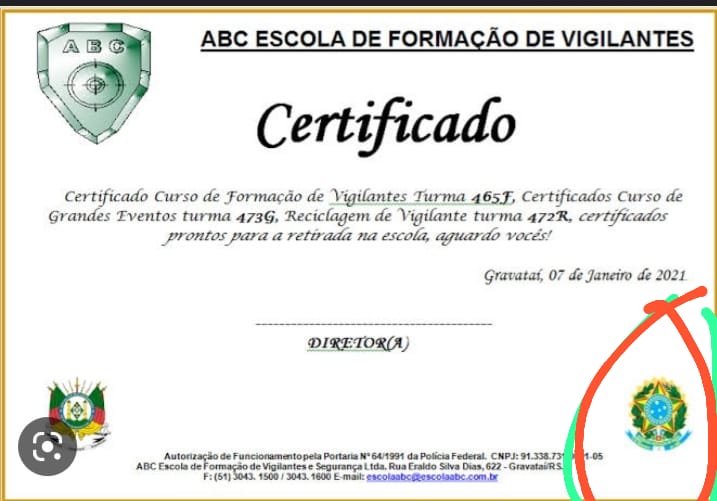 ABC
ABC ESCOLA DE FORMAÇÃO DE VIGILANTES
Certificado
Certificado Curso de Formação de Vigilantes Turma 465F, Certificados Curso de
Grandes Eventos turma 473G, Reciclagem de Vigilante turma 472R, certificados
prontos para a retirada na escola, aguardo vocês!
Gravataí, 07 de Janeiro de 2021
DIRETOR(A)
Autorização de Funcionamento pela Portaria Nº 64/1991 da Polícia Federal. CNPJ: 91.338.73 1-05
ABC Escola de Formação de Vigilantes e Segurança Ltda. Rua Eraldo Silva Dias, 622 - Gravataí/RS
F: (51) 3043. 1500 / 3043. 1600 E-mail: escolaabc@escolaabc.com.br